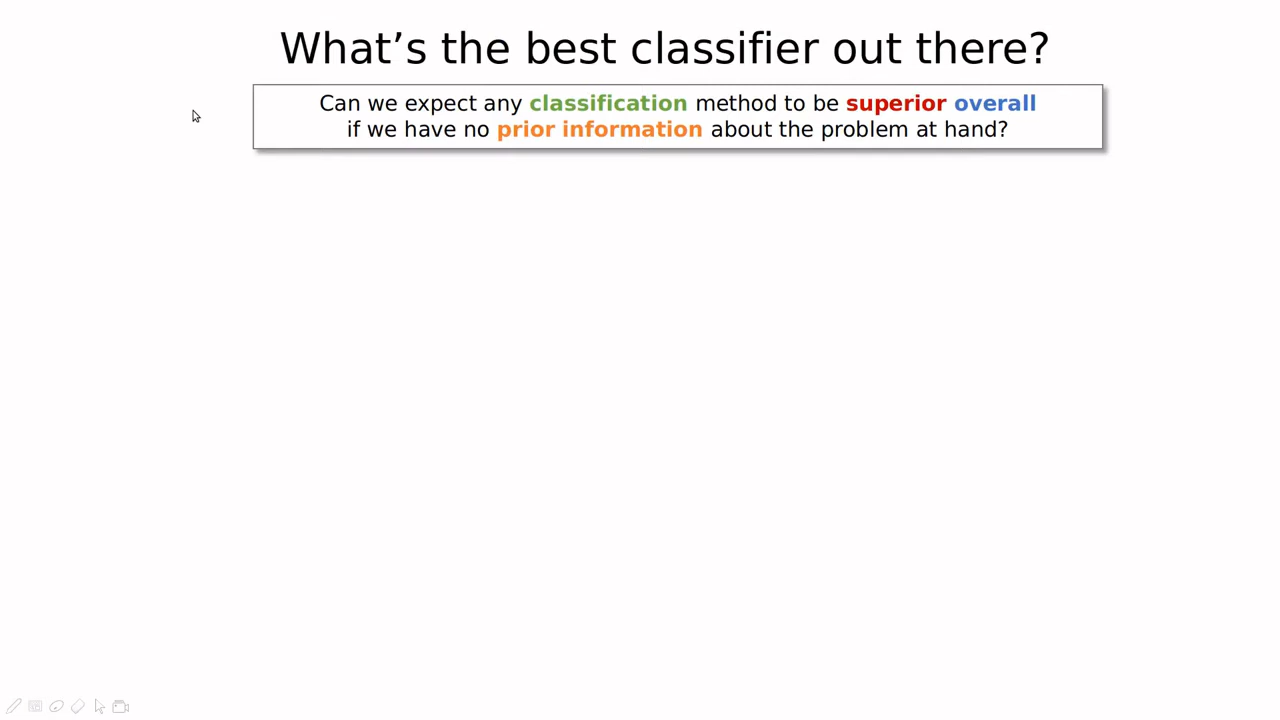 What’s the best classifier out there?
Can we expect any classification method to be superior overall
if we have no prior information about the problem at hand?